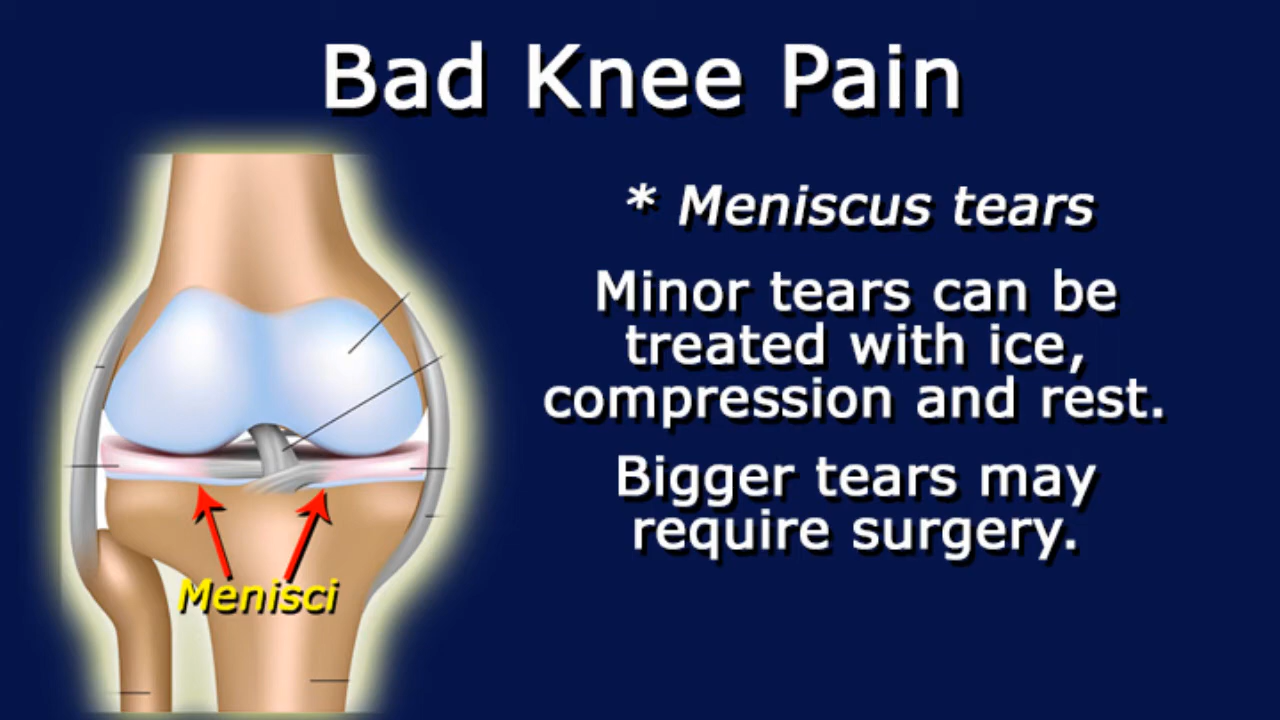 Bad Knee Pain
* Meniscus tears
Minor tears can be
treated with ice,
compression and rest.
Bigger tears may
require surgery.
Menisci